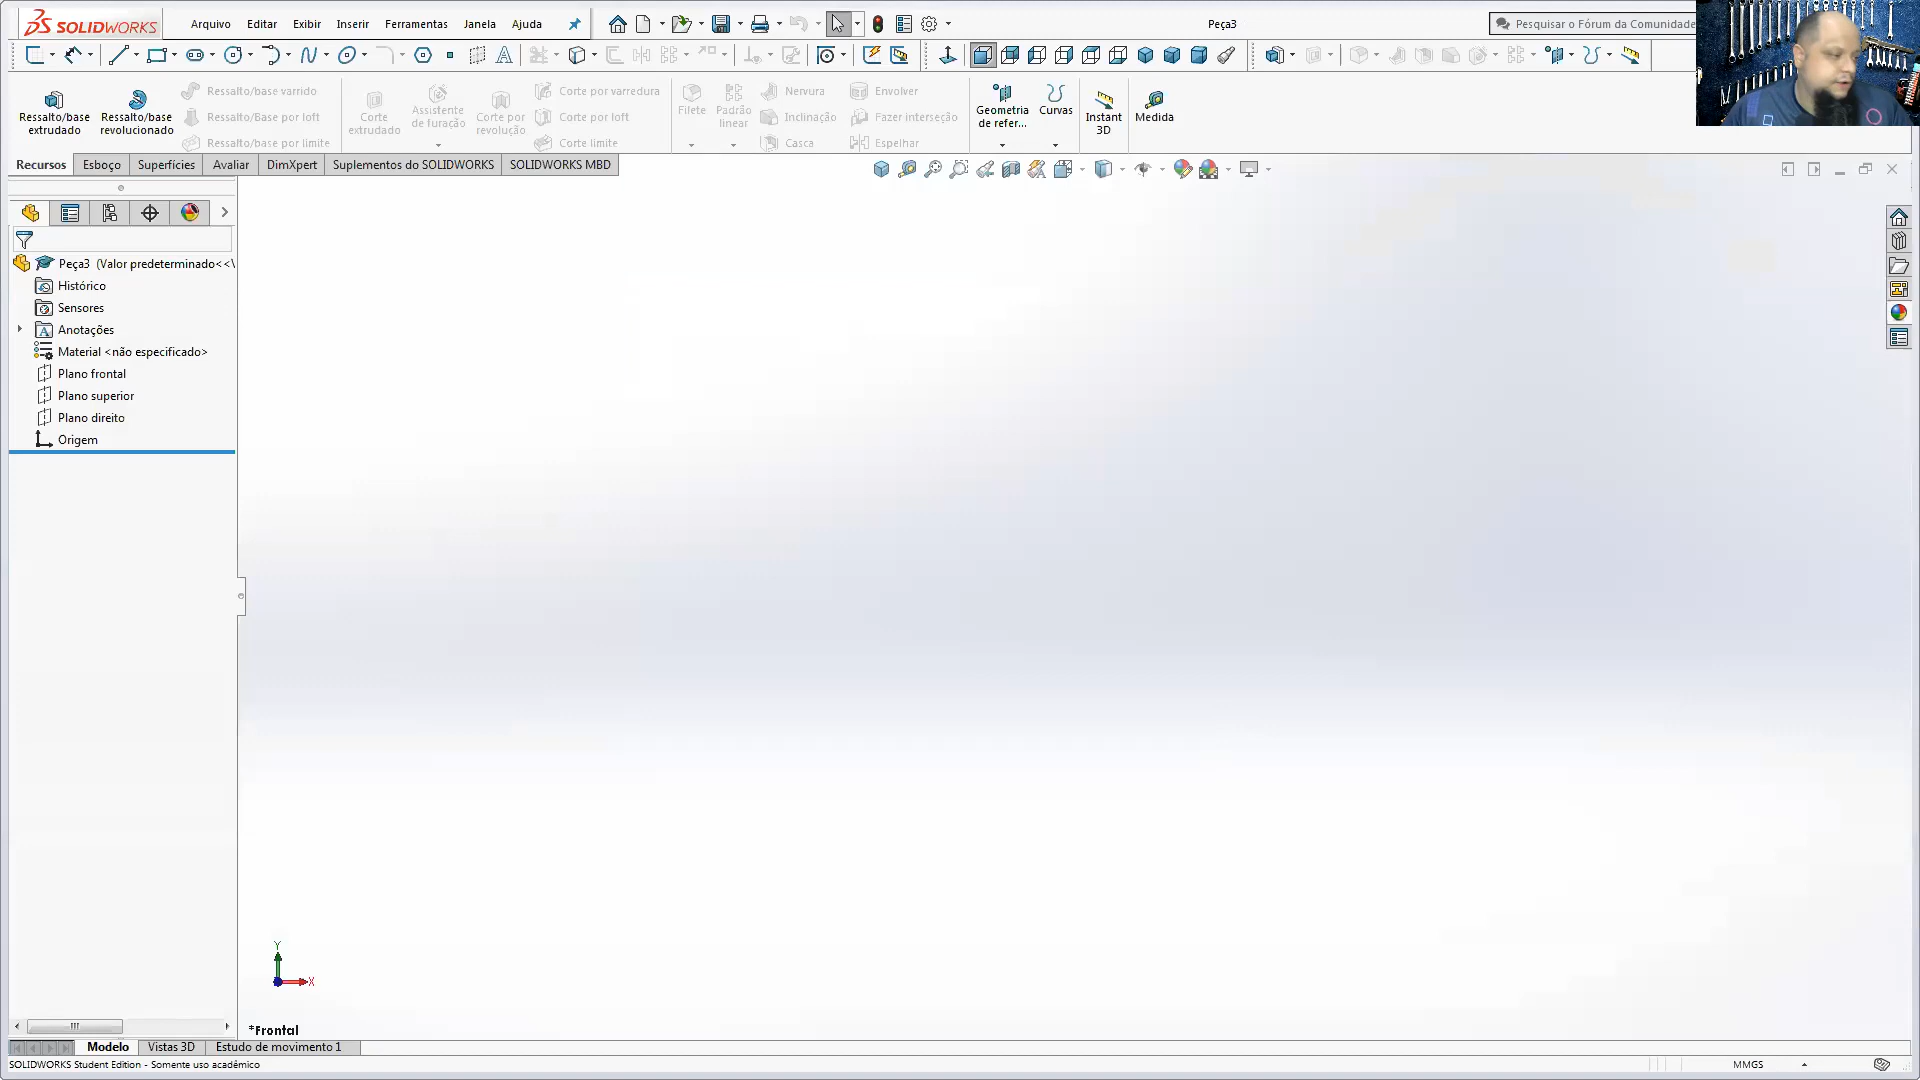 SOLIDWORKS
Arquivo Editar Exibir Inserir Ferramentas Janela Ajuda
Peça3
Pesquisar o Fórum da Comunidade
Ressalto/base extrudado
Ressalto/base revolucionado
Ressalto/base varrido
Ressalto/base por loft
Ressalto/base por limite
Corte extrudado
Assistente de furação
Corte por revolução
Corte por varredura
Corte por loft
Corte limite
Filete
Padrão linear
Nervura
Inclinação
Casca
Envolver
Fazer interseção
Espelhar
Geometria de refer...
Curvas
Instant 3D
Medida
Recursos Esboço Superfícies Avaliar DimXpert Suplementos do SOLIDWORKS SOLIDWORKS MBD
Peça3 (Valor predeterminado<<\
Histórico
Sensores
Anotações
Material <não especificado>
Plano frontal
Plano superior
Plano direito
Origem
Y
X
*Frontal
Modelo Vistas 3D Estudo de movimento 1
SOLIDWORKS Student Edition - Somente uso acadêmico
MMGS